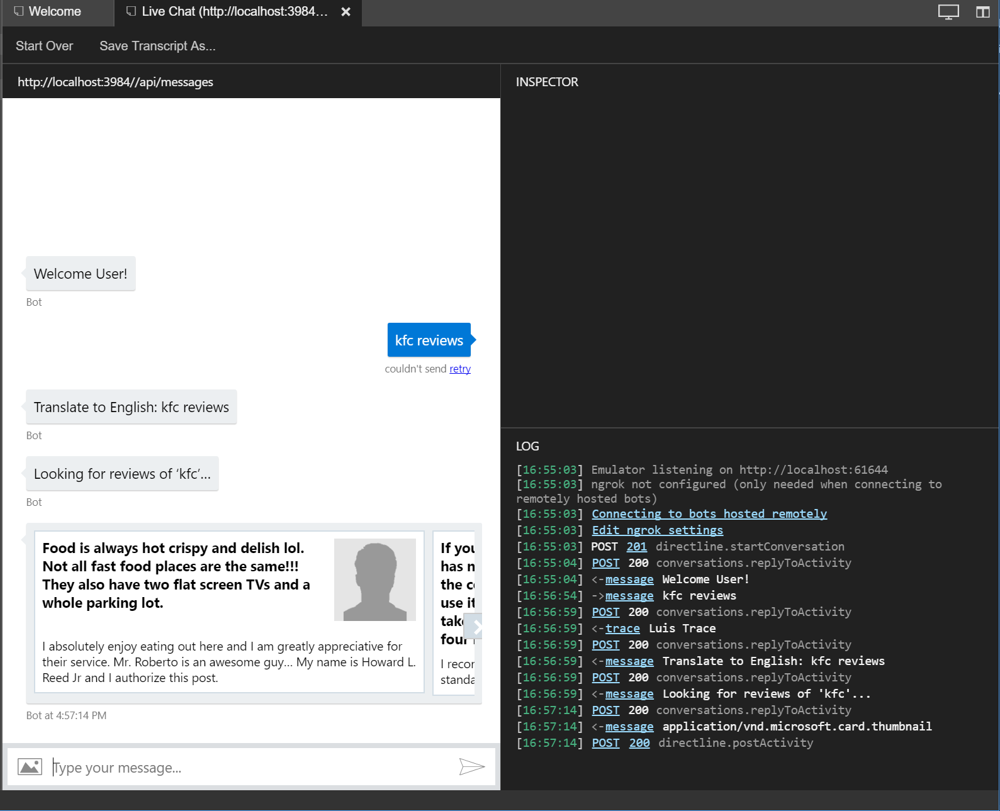 Welcome
Live Chat (http://localhost:3984...
Start Over
Save Transcript As...
http://localhost:3984//api/messages
Welcome User!
Bot
kfc reviews
couldn't send retry
Translate to English: kfc reviews
Bot
Looking for reviews of ‘kfc’...
Bot
Food is always hot crispy and delish lol.
Not all fast food places are the same!!!
They also have two flat screen TVs and a
whole parking lot.
I absolutely enjoy eating out here and I am greatly appreciative for
their service. Mr. Roberto is an awesome guy... My name is Howard L.
Reed Jr and I authorize this post.
If you
has n
the c
use it
take
four
I recor
standa
Bot at 4:57:14 PM
Type your message...
INSPECTOR
LOG
[16:55:03] Emulator listening on http://localhost:61644
[16:55:03] ngrok not configured (only needed when connecting to
remotely hosted bots)
[16:55:03] Connecting to bots hosted remotely
[16:55:03] Edit ngrok settings
[16:55:03] POST 201 directline.startConversation
[16:55:04] POST 200 conversations.replyToActivity
[16:55:04] <-message Welcome User!
[16:56:54] ->message kfc reviews
[16:56:59] POST 200 conversations.replyToActivity
[16:56:59] <-trace Luis Trace
[16:56:59] POST 200 conversations.replyToActivity
[16:56:59] <-message Translate to English: kfc reviews
[16:56:59] POST 200 conversations.replyToActivity
[16:56:59] <-message Looking for reviews of 'kfc'...
[16:57:14] POST 200 conversations.replyToActivity
[16:57:14] <-message application/vnd.microsoft.card.thumbnail
[16:57:14] POST 200 directline.postActivity